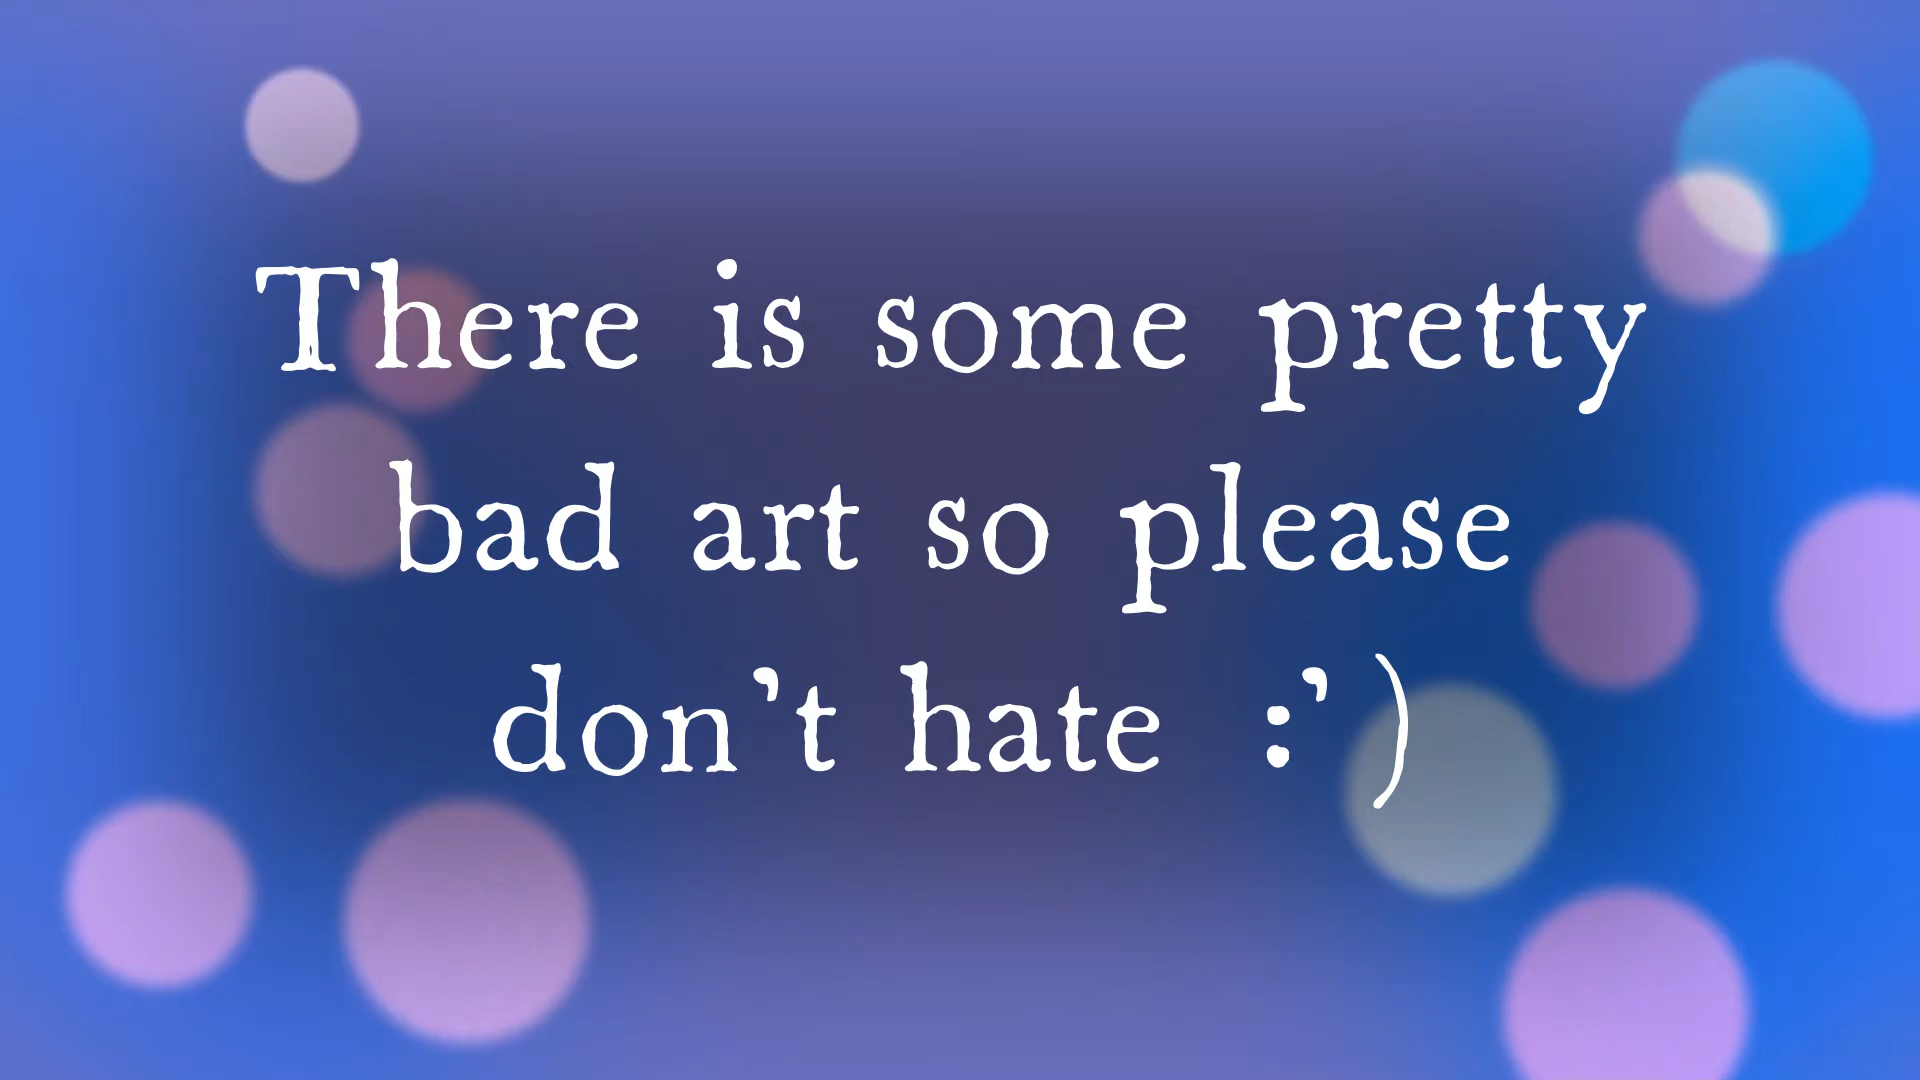 There is some pretty
bad art so please
don’t hate :’)